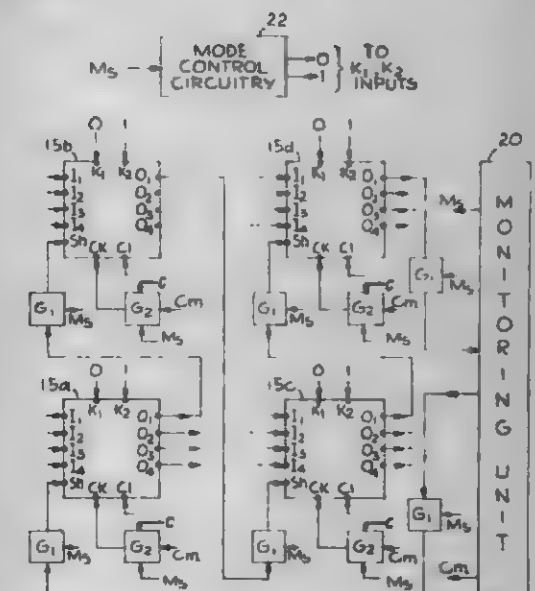 22
MODE CONTROL CIRCUITRY
Ms
0
1
TO K1, K2 INPUTS
0 1
15b
K1 K2
I1 O1
I2 O2
I3 O3
I4 O4
Sh CK Cl
G1 Ms
G2 C Cm
Ms
0 1
15d
K1 K2
I1 O1
I2 O2
I3 O3
I4 O4
Sh CK Cl
G1 Ms
G2 C Cm
Ms
20
Ms
G1 Ms
MONITORING UNIT
0 1
15a
K1 K2
I1 O1
I2 O2
I3 O3
I4 O4
Sh CK Cl
G1 Ms
G2 C Cm
Ms
0 1
15c
K1 K2
I1 O1
I2 O2
I3 O3
I4 O4
Sh CK Cl
G1 Ms
G2 C Cm
Ms
G1 Ms
Cm